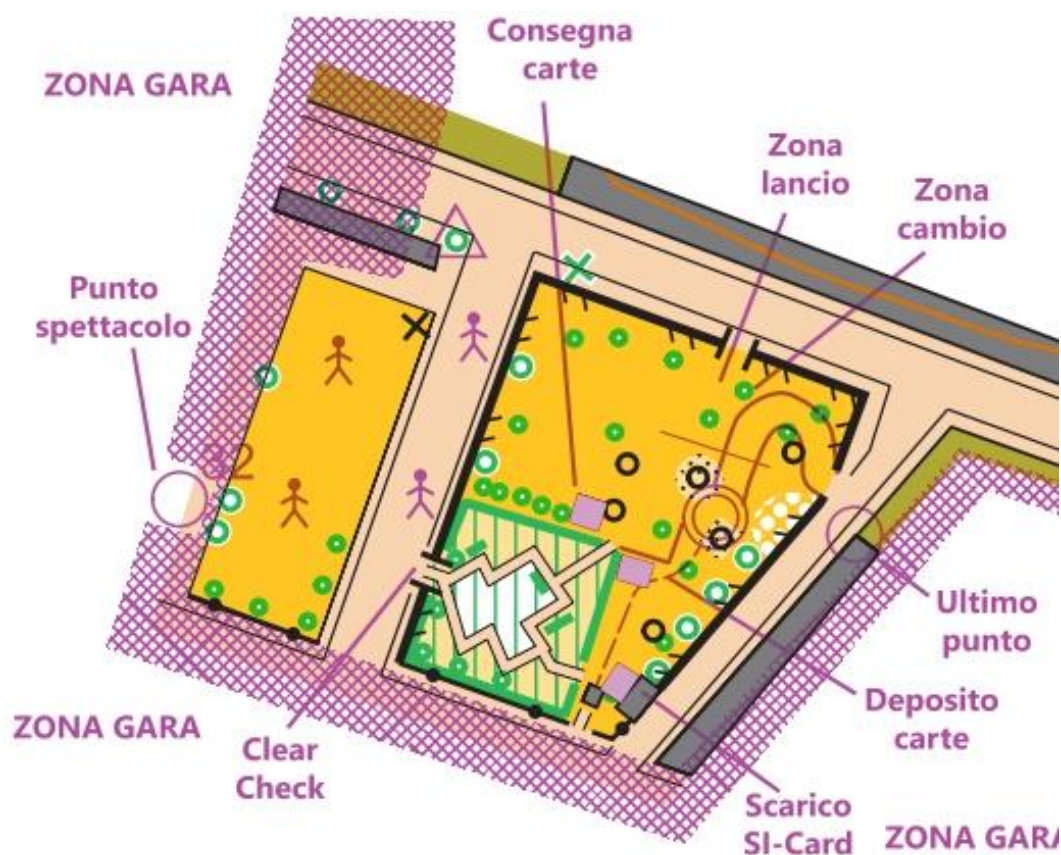 Consegna
carte
ZONA GARA
Zona
lancio
Zona
cambio
Punto
spettacolo
Ultimo
punto
Deposito
carte
ZONA GARA
Clear
Check
Scarico
SI-Card
ZONA GARA